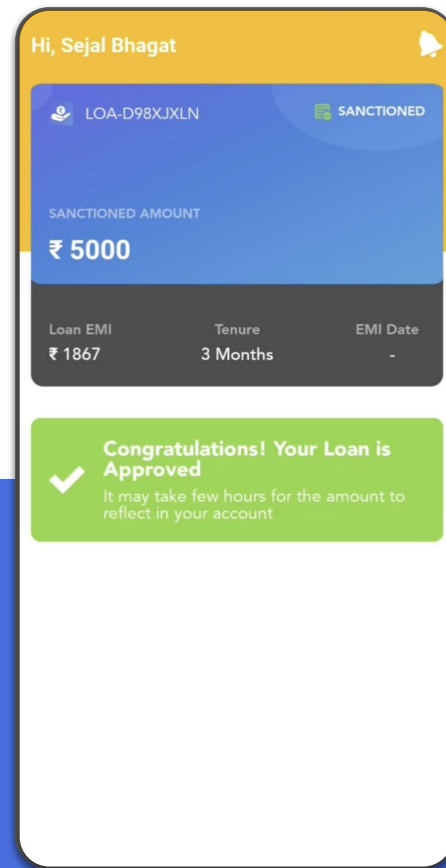 Hi, Sejal Bhagat
LOA-D98XJXLN
SANCTIONED
SANCTIONED AMOUNT
₹ 5000
Loan EMI Tenure EMI Date
₹ 1867 3 Months -
Congratulations! Your Loan is
Approved
It may take few hours for the amount to
reflect in your account